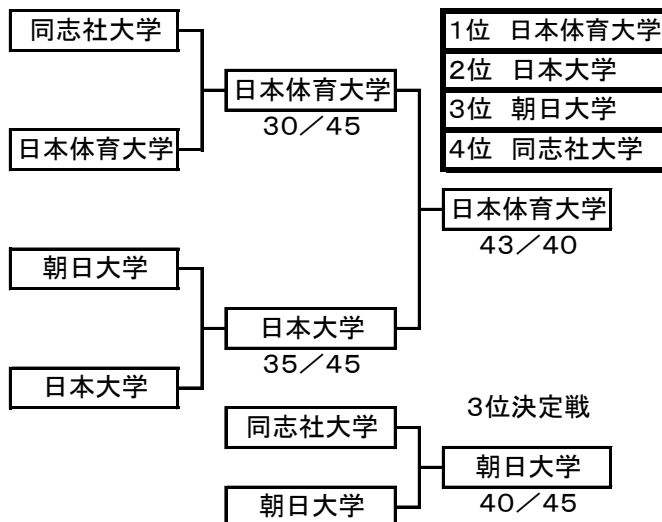 同志社大学
日本体育大学
30／45
日本体育大学
1位　日本体育大学
2位　日本大学
3位　朝日大学
4位　同志社大学
日本体育大学
43／40
朝日大学
日本大学
35／45
日本大学
3位決定戦
同志社大学
朝日大学
40／45
朝日大学